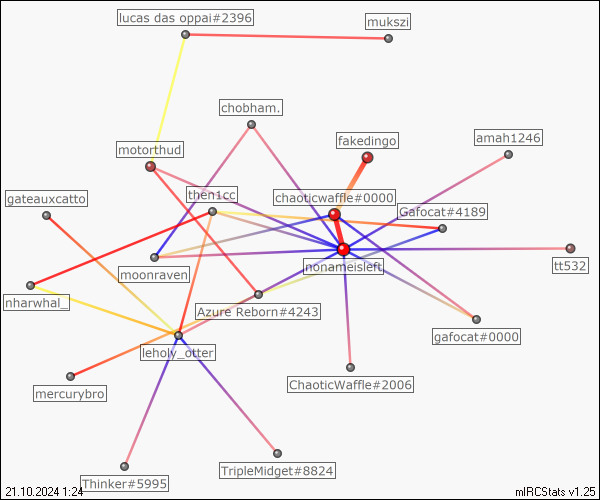 lucas das oppai#2396
mukszi
chobham.
fakedingo
amah1246
motorthud
then1cc
chaoticwaffle#0000
gateauxcatto
Gafocat#4189
moonraven
nonameisleft
tt532
nharwhal_
Azure Reborn#4243
gafocat#0000
leholy_otter
mercurybro
ChaoticWaffle#2006
Thinker#5995
TripleMidget#8824
21.10.2024 1:24
mIRCStats v1.25